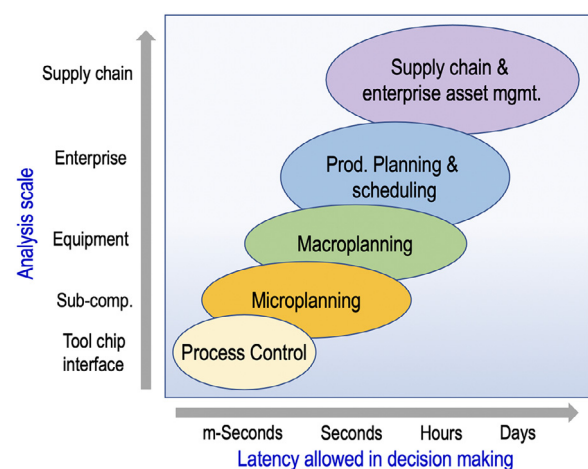 Supply chain
Enterprise
Equipment
Sub-comp.
Tool chip
interface
Analysis scale
Supply chain &
enterprise asset mgmt.
Prod. Planning &
scheduling
Macroplanning
Microplanning
Process Control
m-Seconds
Seconds
Hours
Days
Latency allowed in decision making